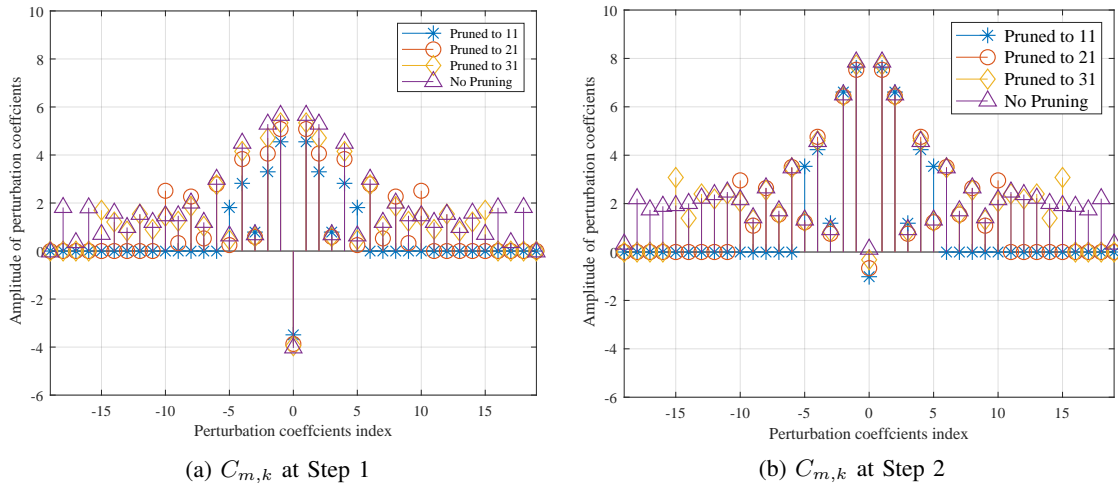 10
8
6
4
2
0
-2
-4
-6
-15 -10 -5 0 5 10 15
Amplitude of perturbation coeffcients
Perturbation coeffcients index
Pruned to 11
Pruned to 21
Pruned to 31
No Pruning
(a) C_{m,k} at Step 1
10
8
6
4
2
0
-2
-4
-6
-15 -10 -5 0 5 10 15
Amplitude of perturbation coeffcients
Perturbation coeffcients index
Pruned to 11
Pruned to 21
Pruned to 31
No Pruning
(b) C_{m,k} at Step 2